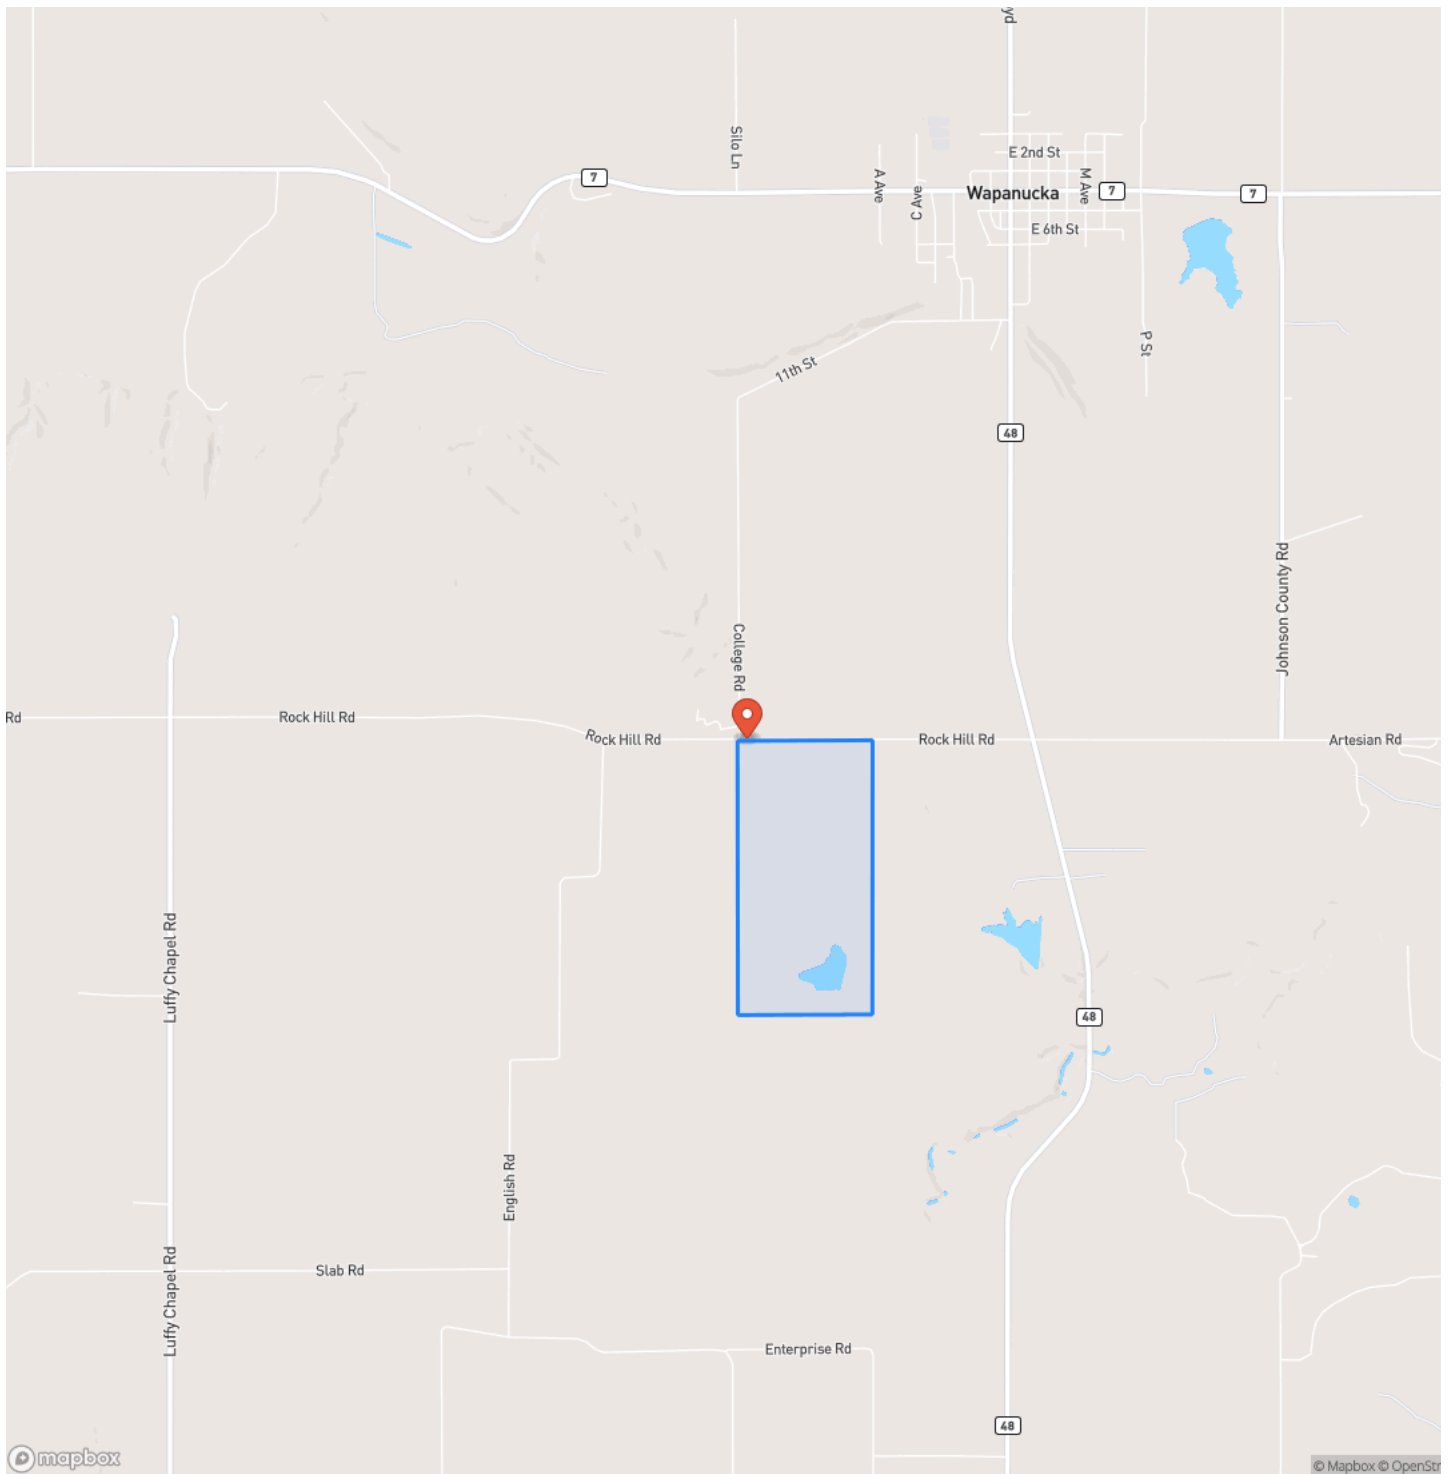 yd
Silo Ln
E 2nd St
7
A Ave
C Ave
Wapanucka
M Ave
7
7
E 6th St
P St
11th St
48
Johnson County Rd
College Rd
Rd
Rock Hill Rd
Rock Hill Rd
Rock Hill Rd
Artesian Rd
Luffy Chapel Rd
48
English Rd
Luffy Chapel Rd
Slab Rd
Enterprise Rd
48
mapbox
© Mapbox © OpenStr